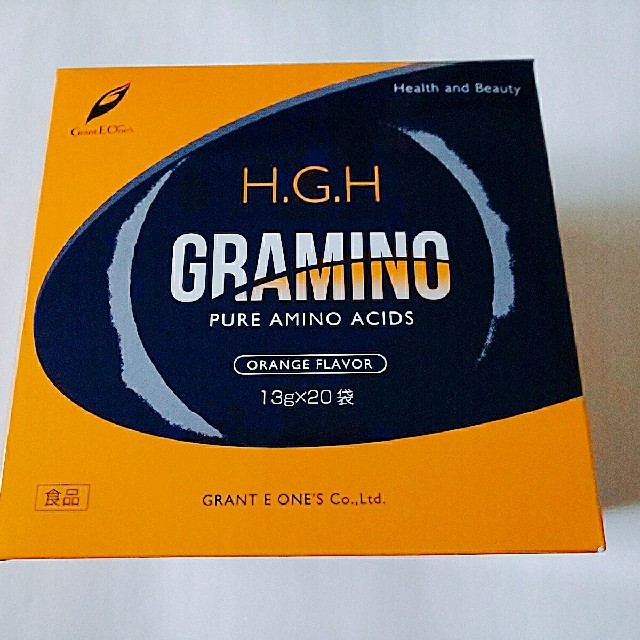 Health and Beauty
Grant E One's
H.G.H
GRAMINO
PURE AMINO ACIDS
ORANGE FLAVOR
13g×20袋
食品
GRANT E ONE'S Co.,Ltd.